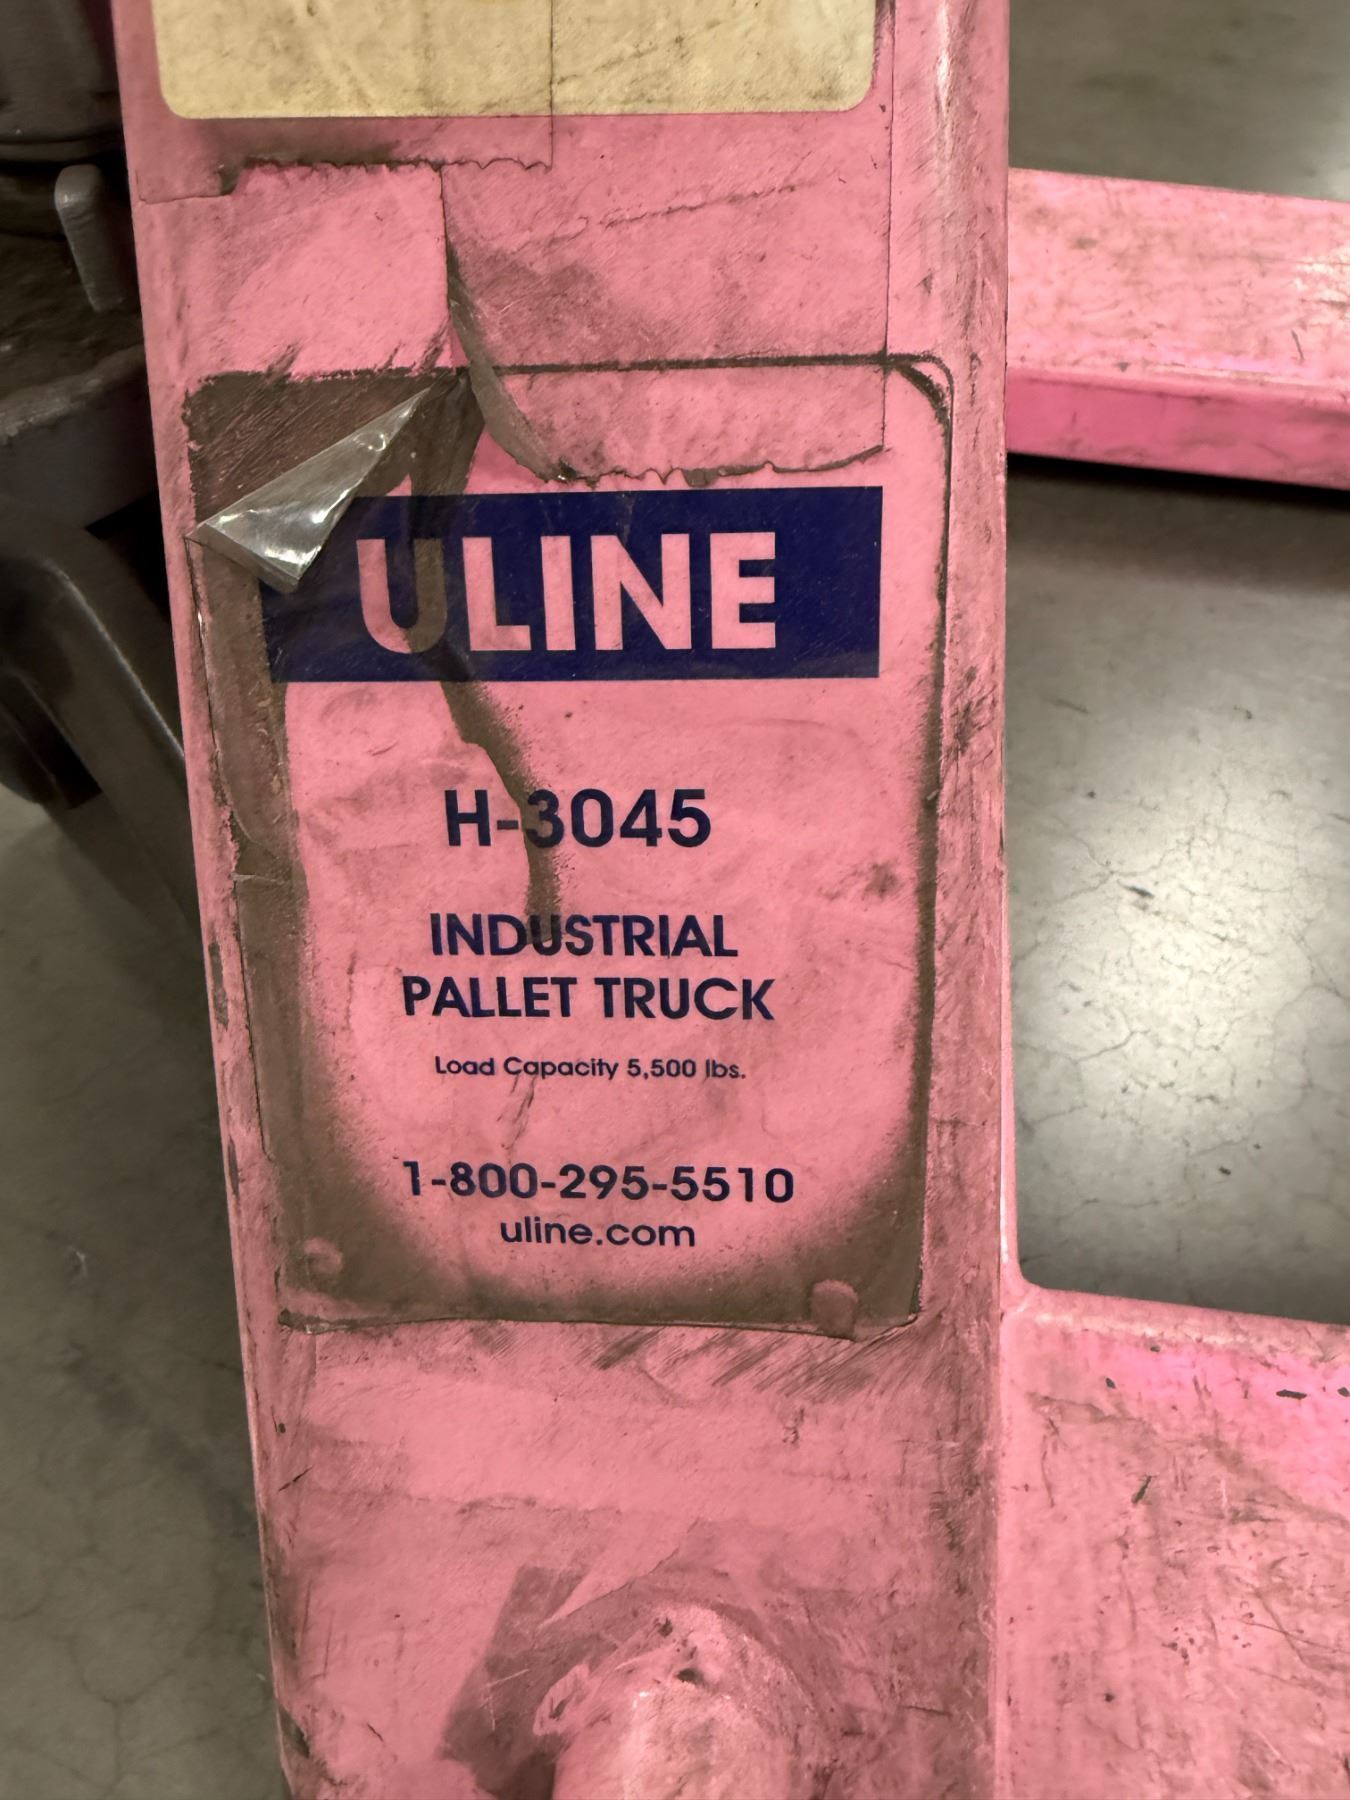 ULINE
H-3045
INDUSTRIAL
PALLET TRUCK
Load Capacity 5,500 lbs.
1-800-295-5510
uline.com